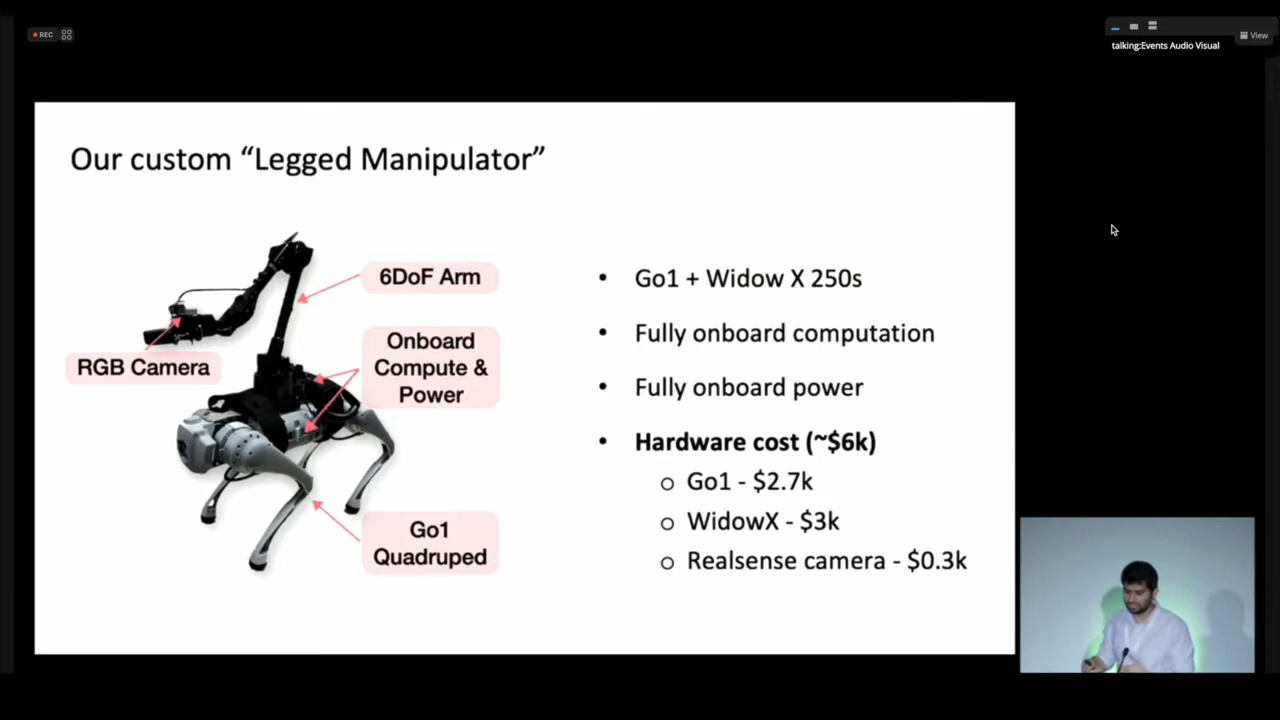 REC
talking:Events Audio Visual
View
Our custom “Legged Manipulator”
6DoF Arm
Onboard
Compute &
Power
RGB Camera
Go1
Quadruped
• Go1 + Widow X 250s
• Fully onboard computation
• Fully onboard power
• Hardware cost (~$6k)
o Go1 - $2.7k
o WidowX - $3k
o Realsense camera - $0.3k